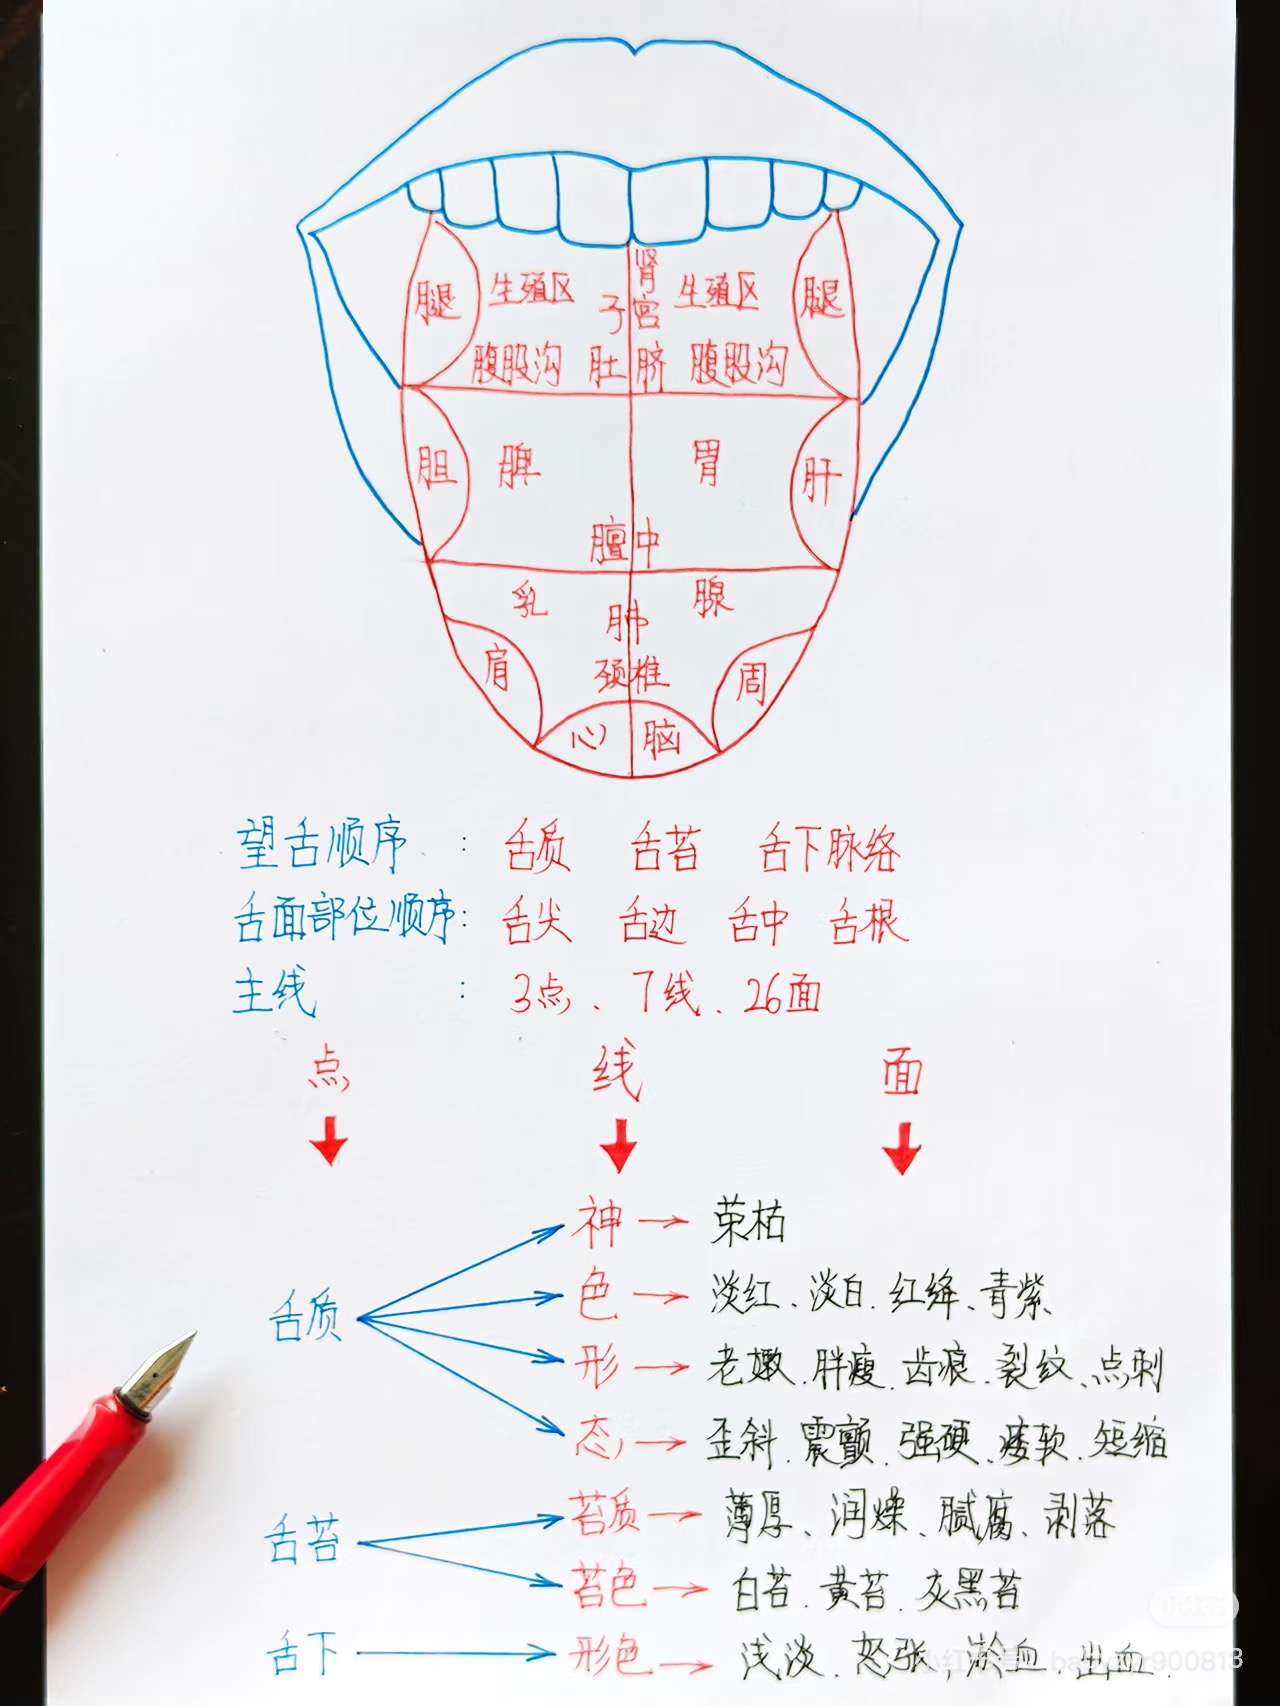 肾
腿 生殖区 子宫 生殖区 腿
腹股沟 肚脐 腹股沟
胆 脾 胃 肝
膻中
乳 肺 腺
肩 颈椎 周
心 脑
望舌顺序 : 舌质 舌苔 舌下脉络
舌面部位顺序: 舌尖 舌边 舌中 舌根
主线 : 3点、7线、26面
点 线 面
神 荣枯
色 淡红、淡白、红绛、青紫
舌质
形 老嫩、胖瘦、齿痕、裂纹、点刺
态 歪斜、震颤、强硬、痿软、短缩
苔质 薄厚、润燥、腻腐、剥落
舌苔
苔色 白苔、黄苔、灰黑苔
舌下 形色 浅淡、怒张、淤血、出血.
小红书